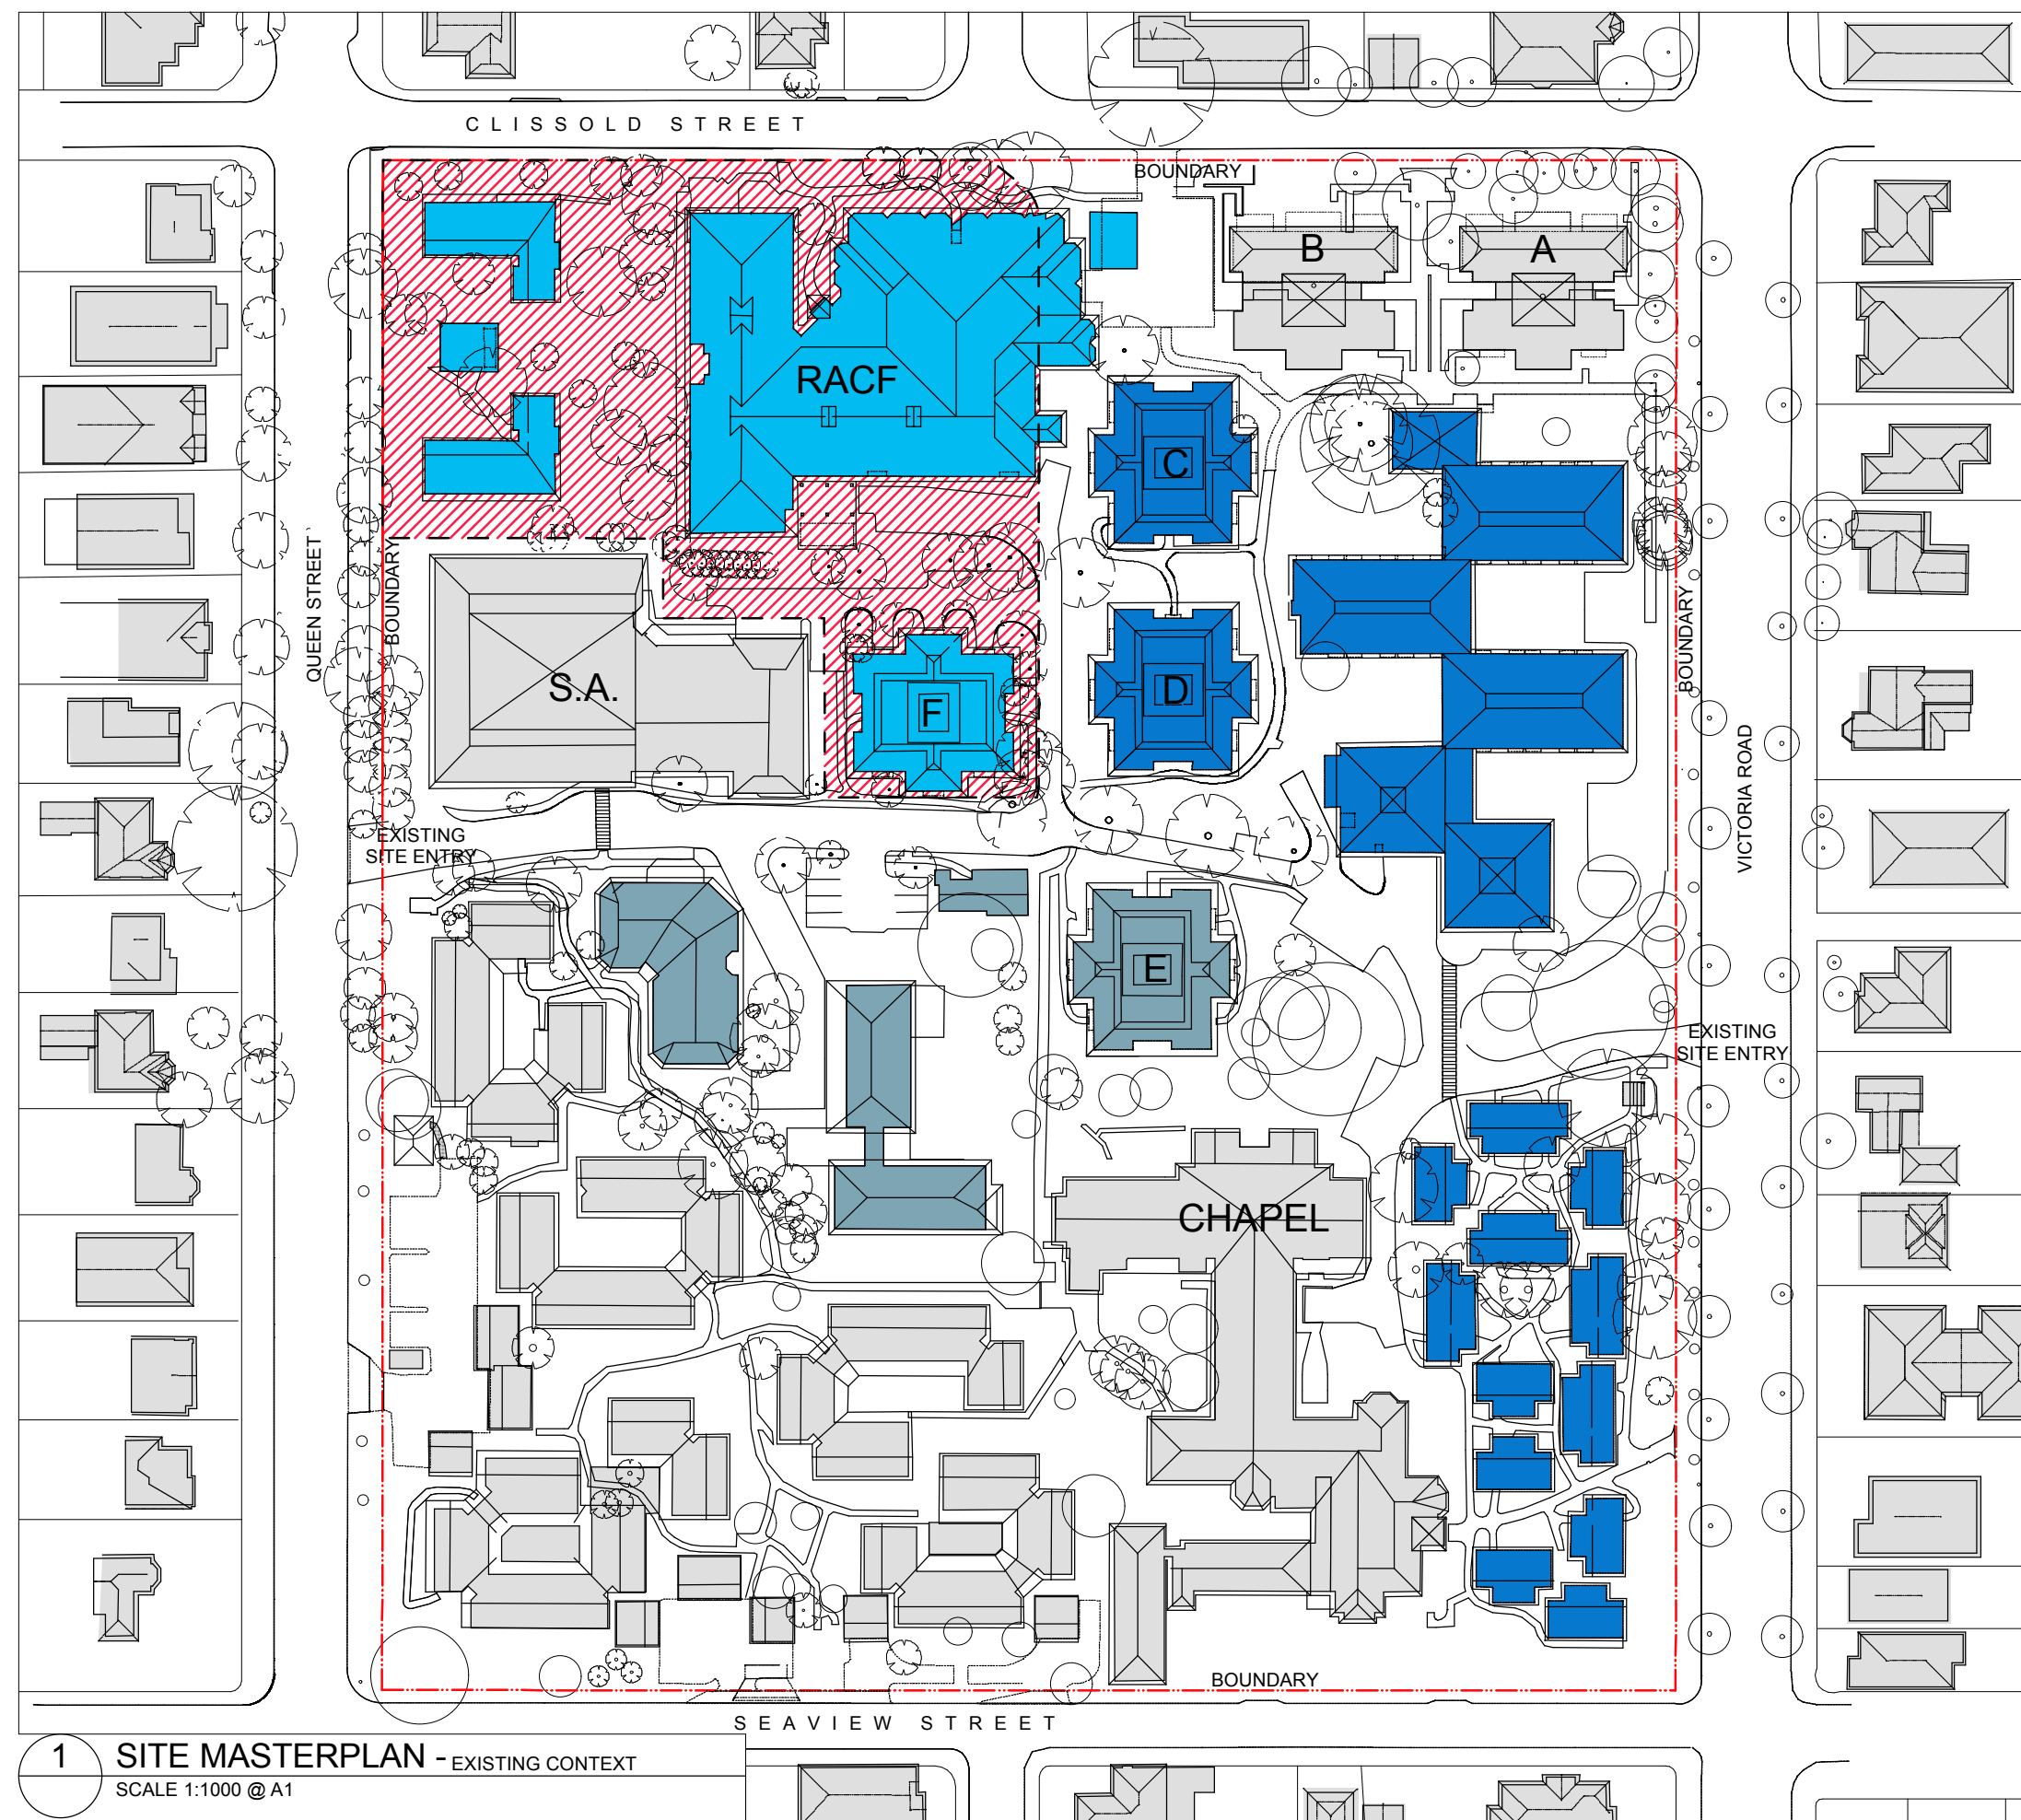 CLISSOLD STREET
BOUNDARY
B
A
RACF
C
QUEEN STREET
BOUNDARY
BOUNDARY
S.A.
F
D
VICTORIA ROAD
EXISTING
SITE ENTRY
E
EXISTING
SITE ENTRY
CHAPEL
BOUNDARY
SEAVIEW STREET
1
SITE MASTERPLAN - EXISTING CONTEXT
SCALE 1:1000 @ A1